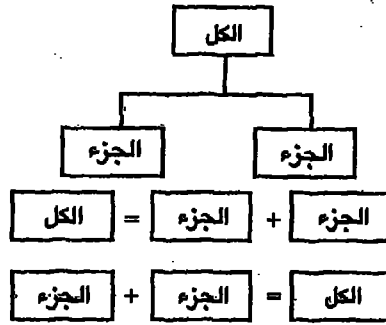 الكل
الجزء الجزء
الجزء + الجزء = الكل
الكل = الجزء + الجزء